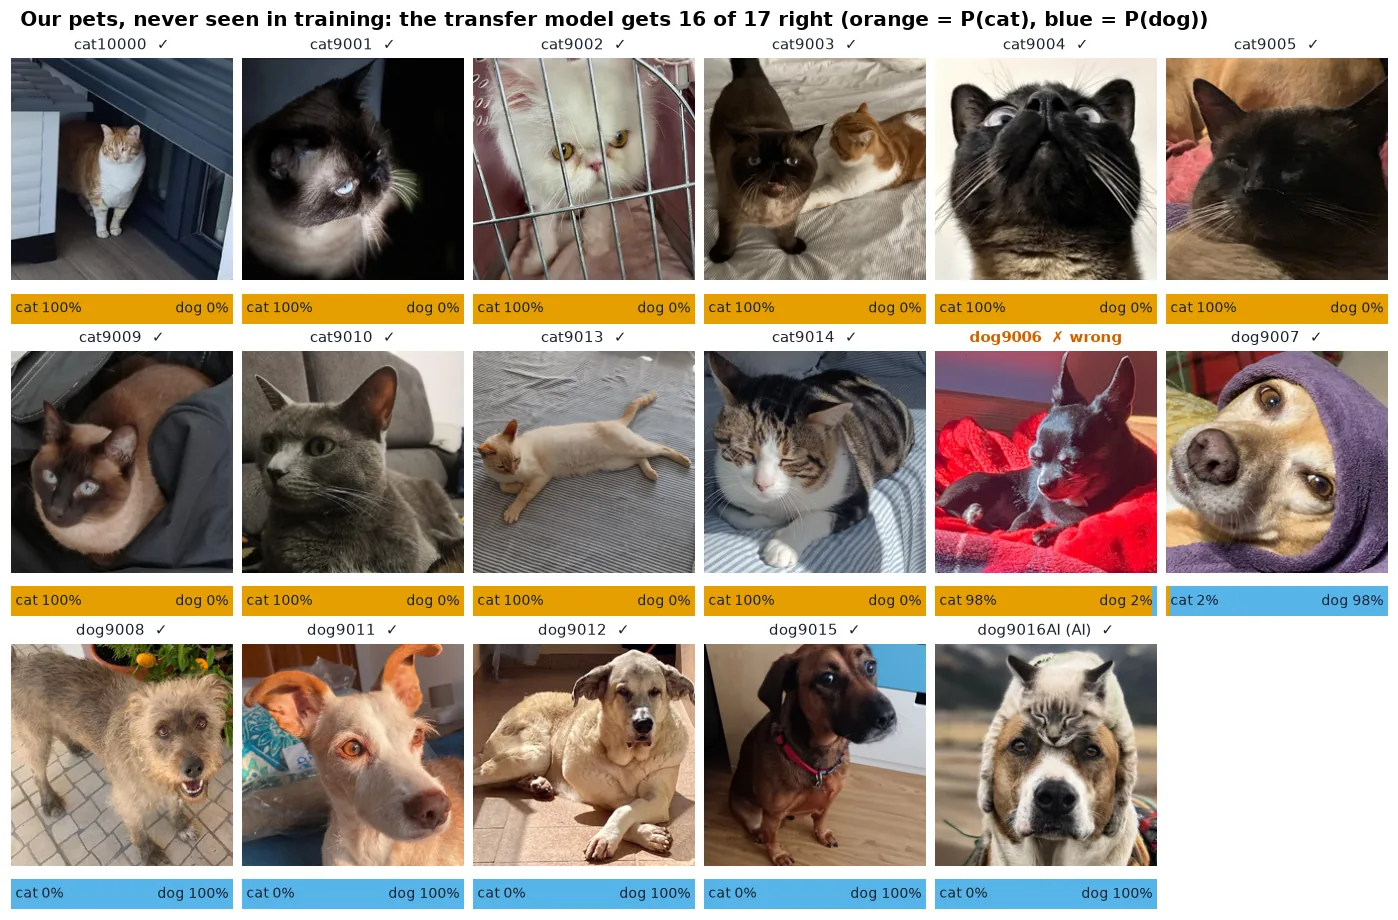 Our pets, never seen in training: the transfer model gets 16 of 17 right (orange = P(cat), blue = P(dog))
cat10000 ✓
cat9001 ✓
cat9002 ✓
cat9003 ✓
cat9004 ✓
cat9005 ✓
cat 100% dog 0%
cat 100% dog 0%
cat 100% dog 0%
cat 100% dog 0%
cat 100% dog 0%
cat 100% dog 0%
cat9009 ✓
cat9010 ✓
cat9013 ✓
cat9014 ✓
dog9006 ✗ wrong
dog9007 ✓
cat 100% dog 0%
cat 100% dog 0%
cat 100% dog 0%
cat 100% dog 0%
cat 98% dog 2%
cat 2% dog 98%
dog9008 ✓
dog9011 ✓
dog9012 ✓
dog9015 ✓
dog9016AI (AI) ✓
cat 0% dog 100%
cat 0% dog 100%
cat 0% dog 100%
cat 0% dog 100%
cat 0% dog 100%